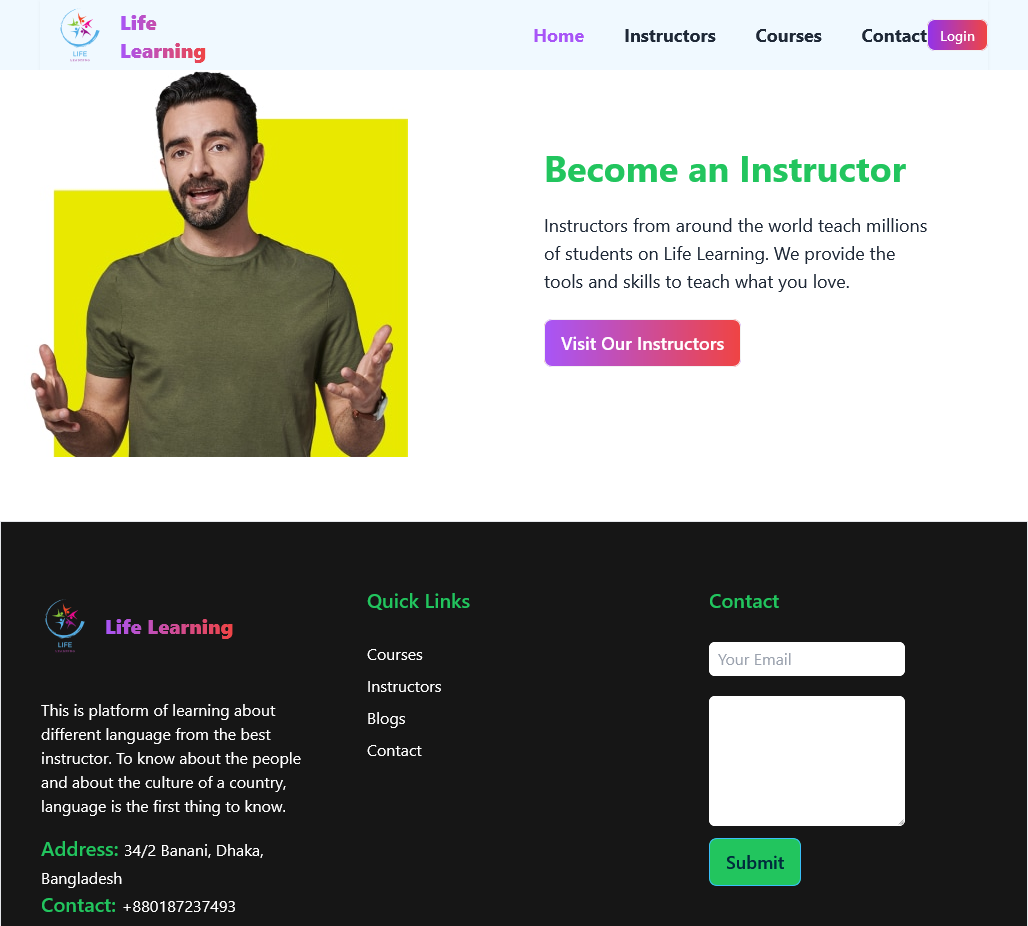 LIFE
LEARNING
Life
Learning
Home
Instructors
Courses
Contact
Login
Become an Instructor
Instructors from around the world teach millions
of students on Life Learning. We provide the
tools and skills to teach what you love.
Visit Our Instructors
LIFE
LEARNING
Life Learning
This is platform of learning about
different language from the best
instructor. To know about the people
and about the culture of a country,
language is the first thing to know.
Address: 34/2 Banani, Dhaka,
Bangladesh
Contact: +880187237493
Quick Links
Courses
Instructors
Blogs
Contact
Contact
Your Email
Submit